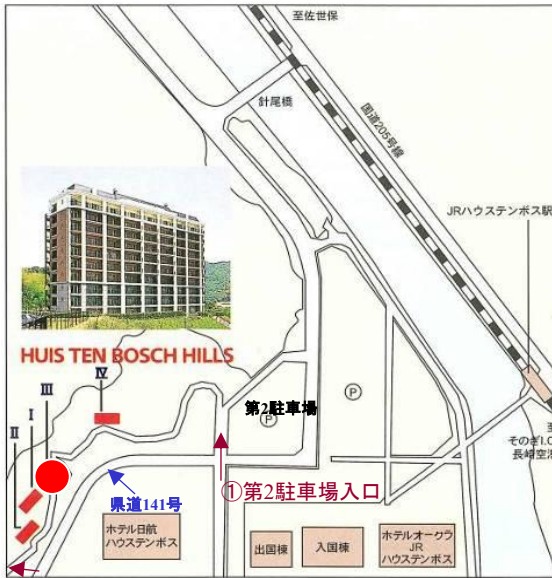 至佐世保
針尾橋
国道205号線
JRハウステンボス駅
HUIS TEN BOSCH HILLS
IV
III
I
II
第2駐車場
P
P
至
そのぎI.C
長崎空港
①第2駐車場入口
県道141号
ホテル日航
ハウステンボス
出国棟
入国棟
ホテルオークラ
JR
ハウステンボス